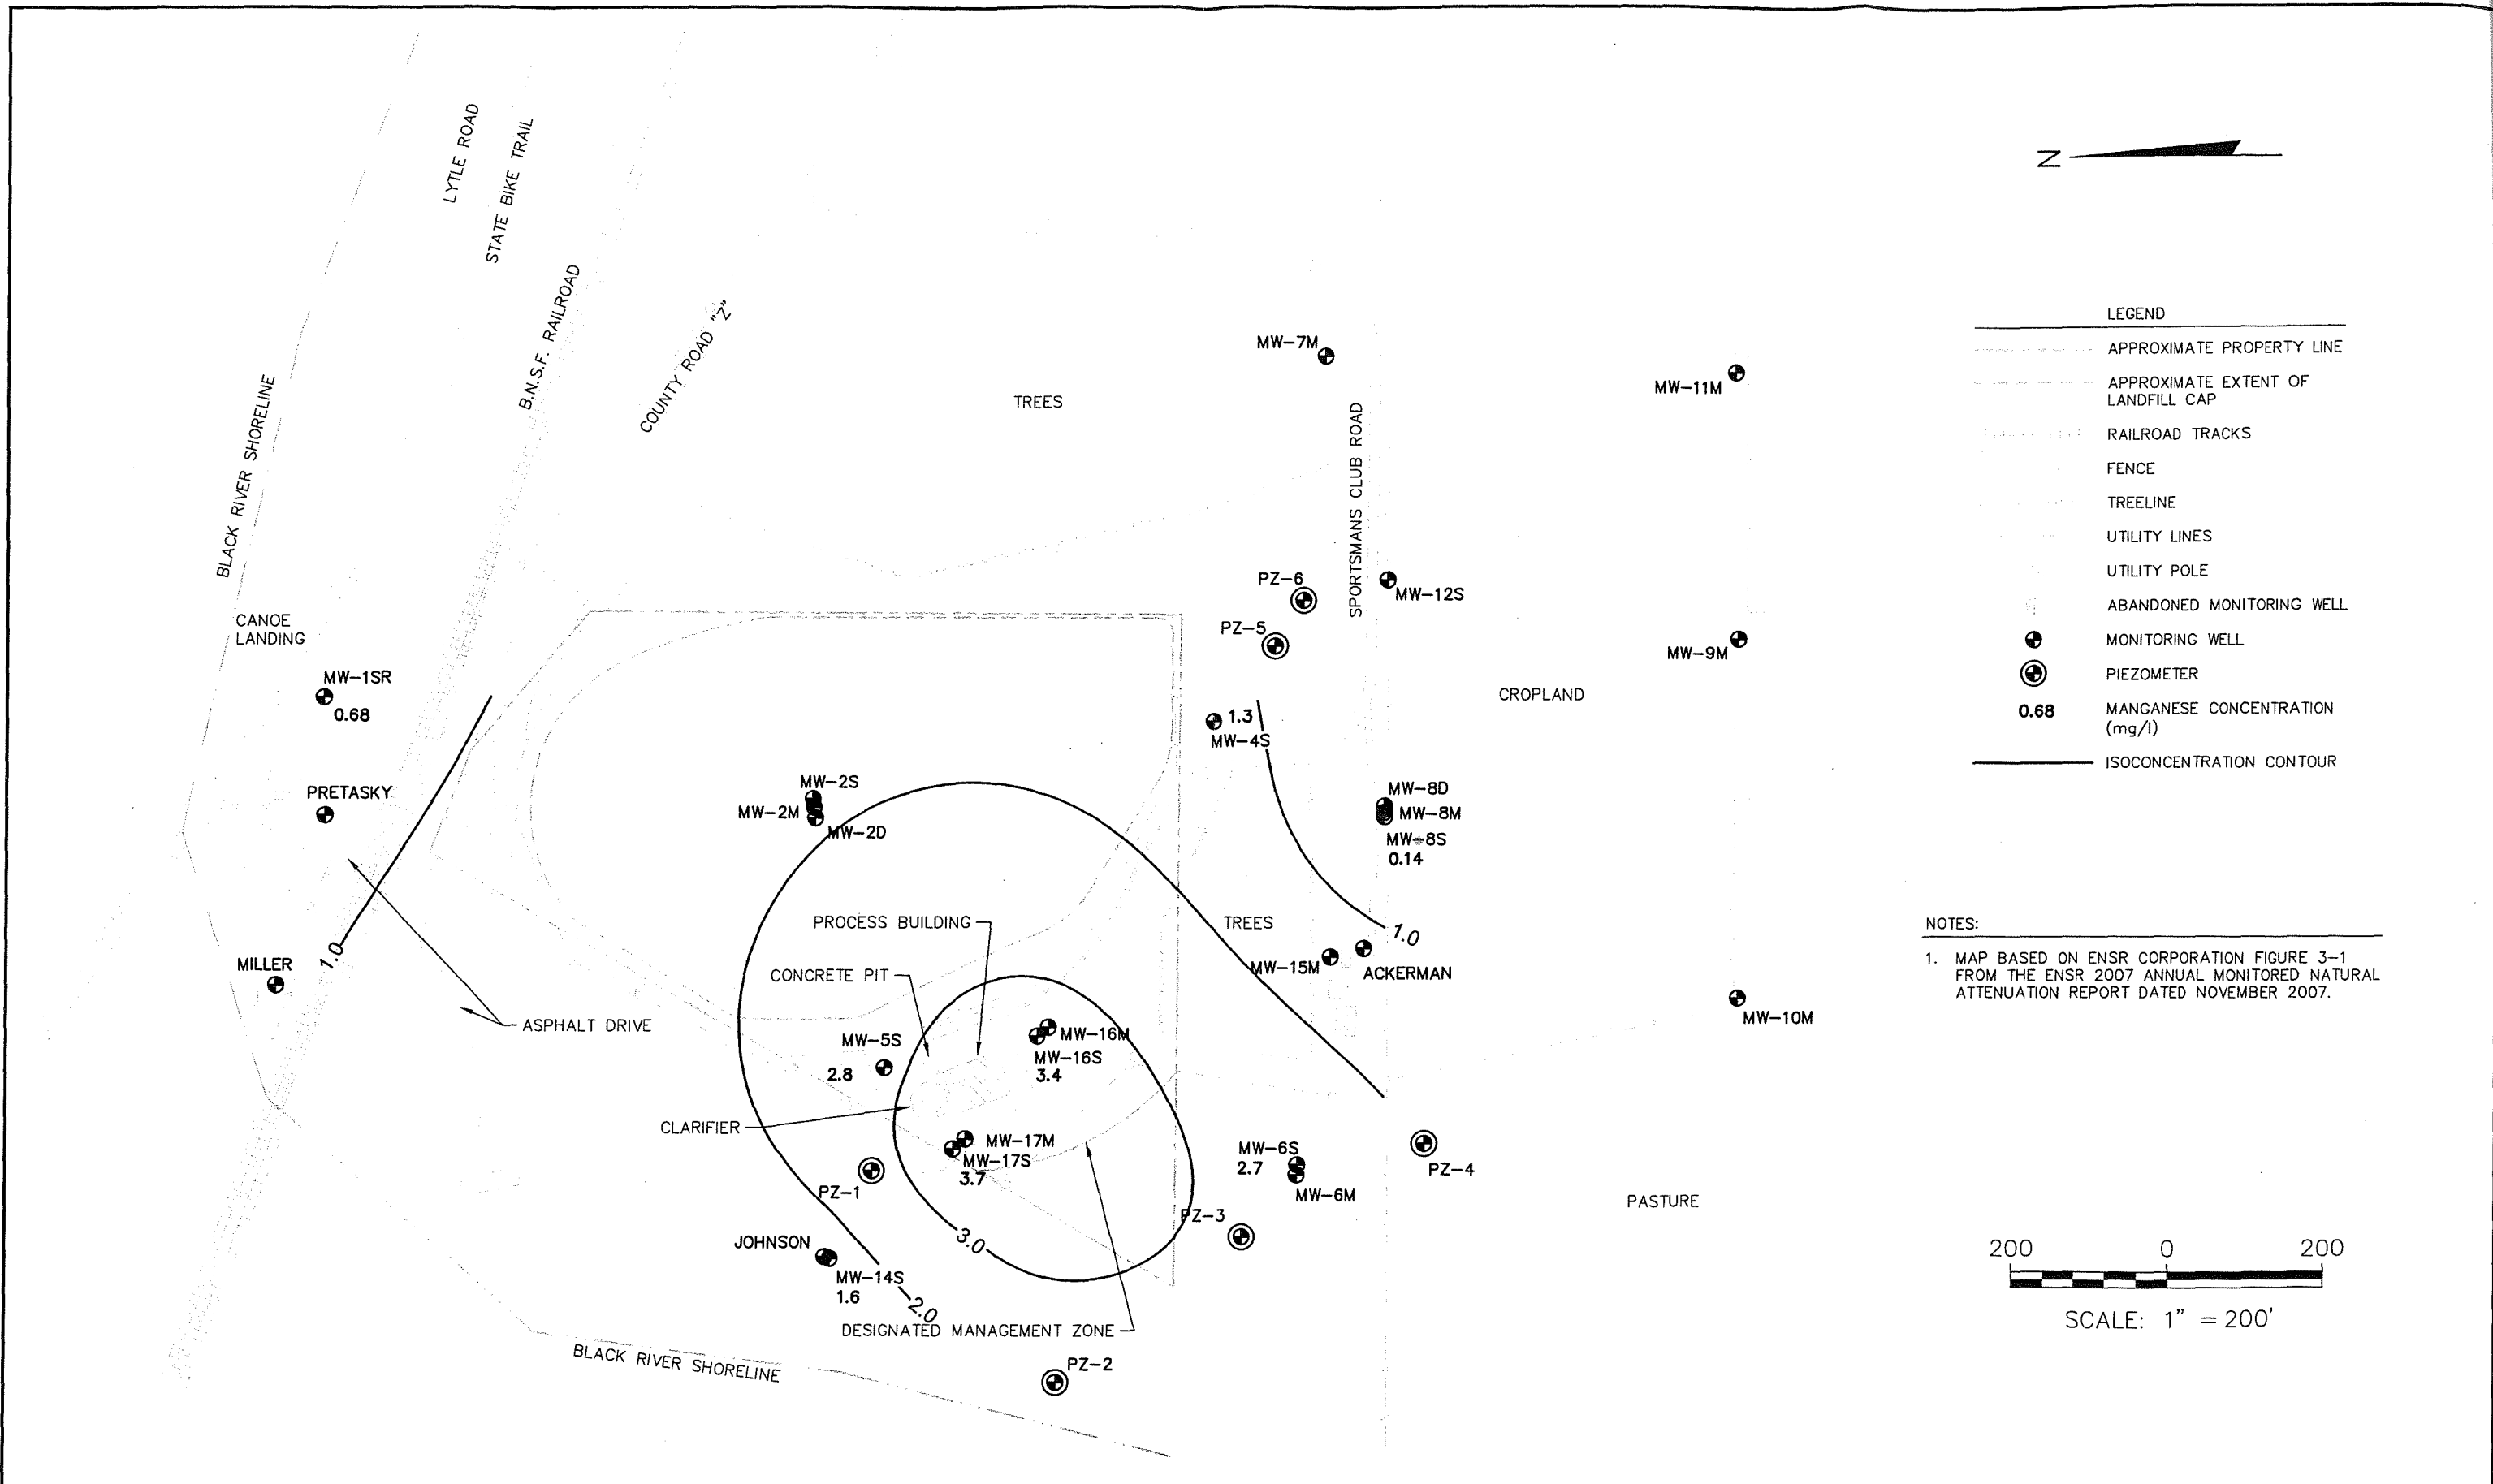 LYTLE ROAD
STATE BIKE TRAIL
B.N.S.F. RAILROAD
COUNTY ROAD "Z"
BLACK RIVER SHORELINE
CANOE
LANDING
MW-1SR
0.68
PRETASKY
MILLER
1.0
ASPHALT DRIVE
TREES
MW-7M
SPORTSMANS CLUB ROAD
MW-11M
PZ-6
MW-12S
PZ-5
MW-9M
CROPLAND
1.3
MW-4S
MW-2S
MW-2M
MW-2D
MW-8D
MW-8M
MW-8S
0.14
PROCESS BUILDING
TREES
1.0
CONCRETE PIT
MW-15M
ACKERMAN
MW-10M
MW-5S
2.8
MW-16M
MW-16S
3.4
CLARIFIER
MW-17M
MW-17S
3.7
PZ-1
MW-6S
2.7
MW-6M
PZ-4
PZ-3
PASTURE
3.0
JOHNSON
MW-14S
1.6
2.0
DESIGNATED MANAGEMENT ZONE
BLACK RIVER SHORELINE
PZ-2
N
LEGEND
APPROXIMATE PROPERTY LINE
APPROXIMATE EXTENT OF
LANDFILL CAP
RAILROAD TRACKS
FENCE
TREELINE
UTILITY LINES
UTILITY POLE
ABANDONED MONITORING WELL
MONITORING WELL
PIEZOMETER
0.68 MANGANESE CONCENTRATION
(mg/l)
ISOCONCENTRATION CONTOUR
NOTES:
1. MAP BASED ON ENSR CORPORATION FIGURE 3-1
FROM THE ENSR 2007 ANNUAL MONITORED NATURAL
ATTENUATION REPORT DATED NOVEMBER 2007.
200 0 200
SCALE: 1" = 200'